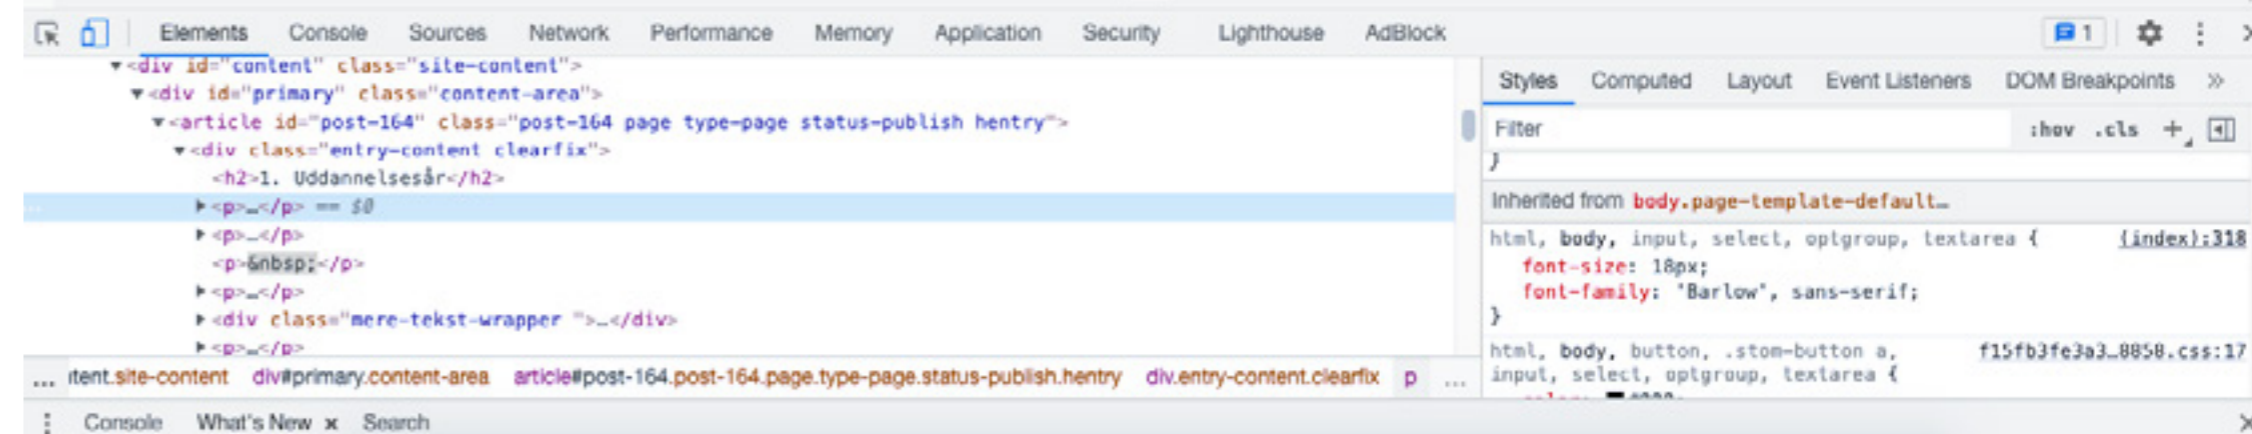 Elements Console Sources Network Performance Memory Application Security Lighthouse AdBlock 1
<div id="content" class="site-content">
<div id="primary" class="content-area">
<article id="post-164" class="post-164 page type-page status-publish hentry">
<div class="entry-content clearfix">
<h2>1. Uddannelsesår</h2>
<p>…</p> == $0
<p>…</p>
<p>&nbsp;</p>
<p>…</p>
<div class="mere-tekst-wrapper ">…</div>
<p>…</p>
... ntent.site-content div#primary.content-area article#post-164.post-164.page.type-page.status-publish.hentry div.entry-content.clearfix p ...
Styles Computed Layout Event Listeners DOM Breakpoints »
Filter :hov .cls +
}
Inherited from body.page-template-default…
html, body, input, select, optgroup, textarea { (index):318
font-size: 18px;
font-family: 'Barlow', sans-serif;
}
html, body, button, .stom-button a, f15fb3fe3a3…8858.css:17
input, select, optgroup, textarea {
Console What's New x Search